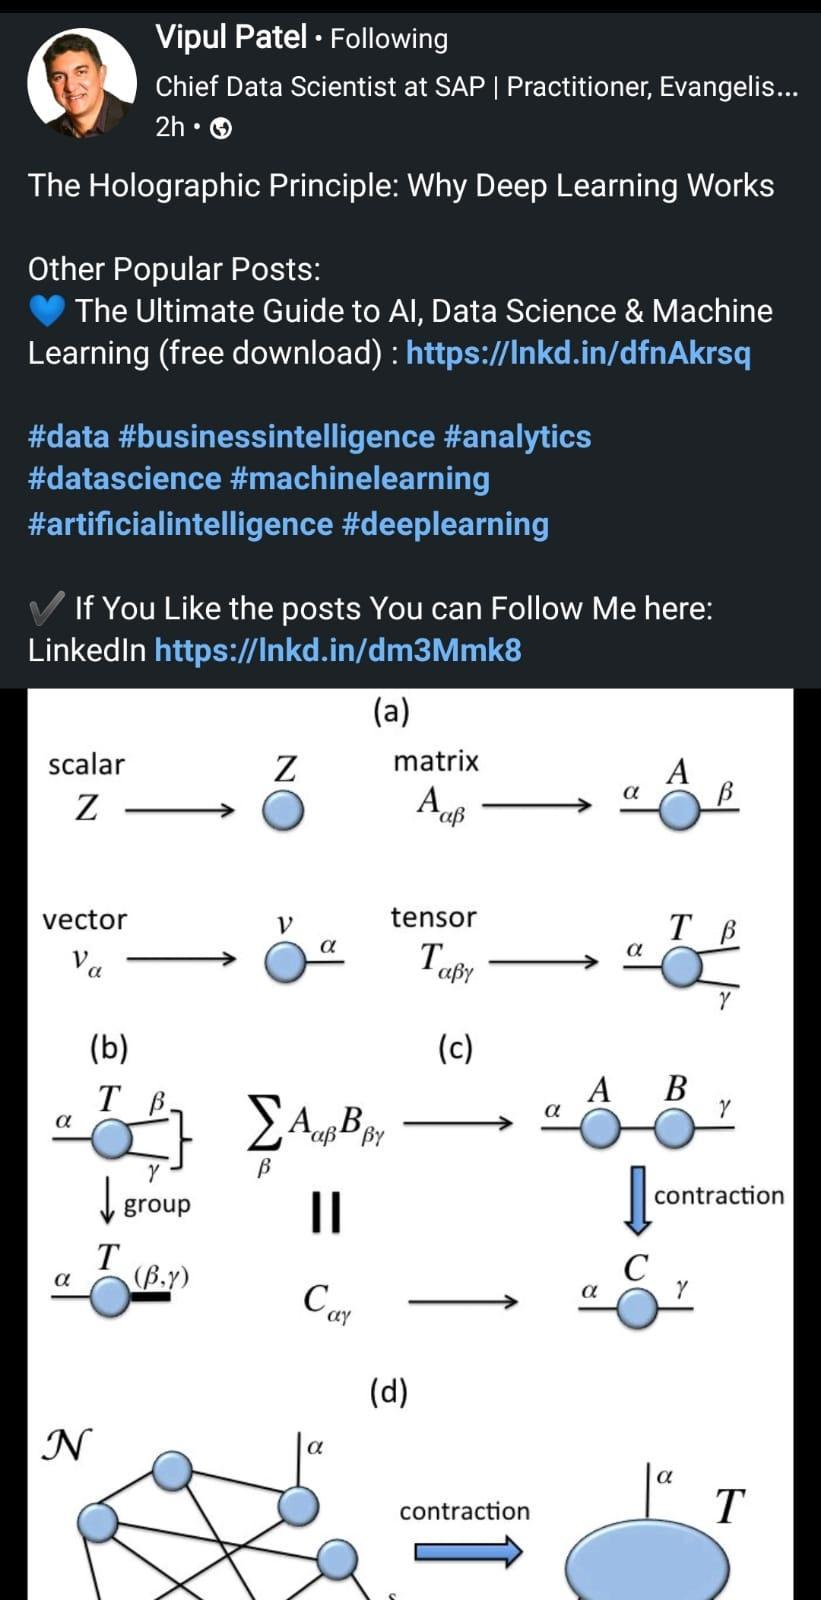 Vipul Patel • Following
Chief Data Scientist at SAP | Practitioner, Evangelis...
2h •
The Holographic Principle: Why Deep Learning Works
Other Popular Posts:
💙 The Ultimate Guide to AI, Data Science & Machine
Learning (free download) : https://lnkd.in/dfnAkrsq
#data #businessintelligence #analytics
#datascience #machinelearning
#artificialintelligence #deeplearning
✔️ If You Like the posts You can Follow Me here:
LinkedIn https://lnkd.in/dm3Mmk8
(a)
scalar
Z
Z
matrix
Aαβ
α A β
vector
vα
v
α
tensor
Tαβγ
α T β
γ
(b)
(c)
α T β
γ
group
α T (β,γ)
∑ AαβBβγ
β
=
Cαγ
α A B γ
contraction
α C γ
(d)
N
α
contraction
α
T